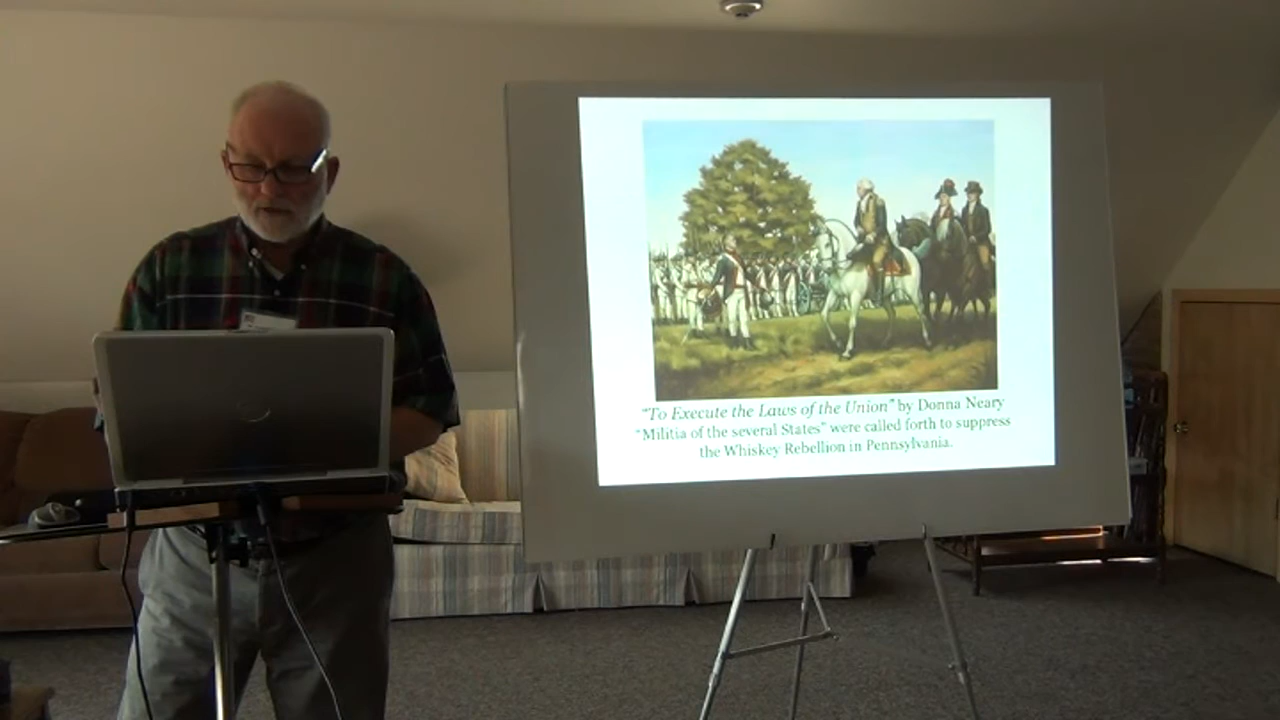 "To Execute the Laws of the Union" by Donna Neary
"Militia of the several States" were called forth to suppress
the Whiskey Rebellion in Pennsylvania.